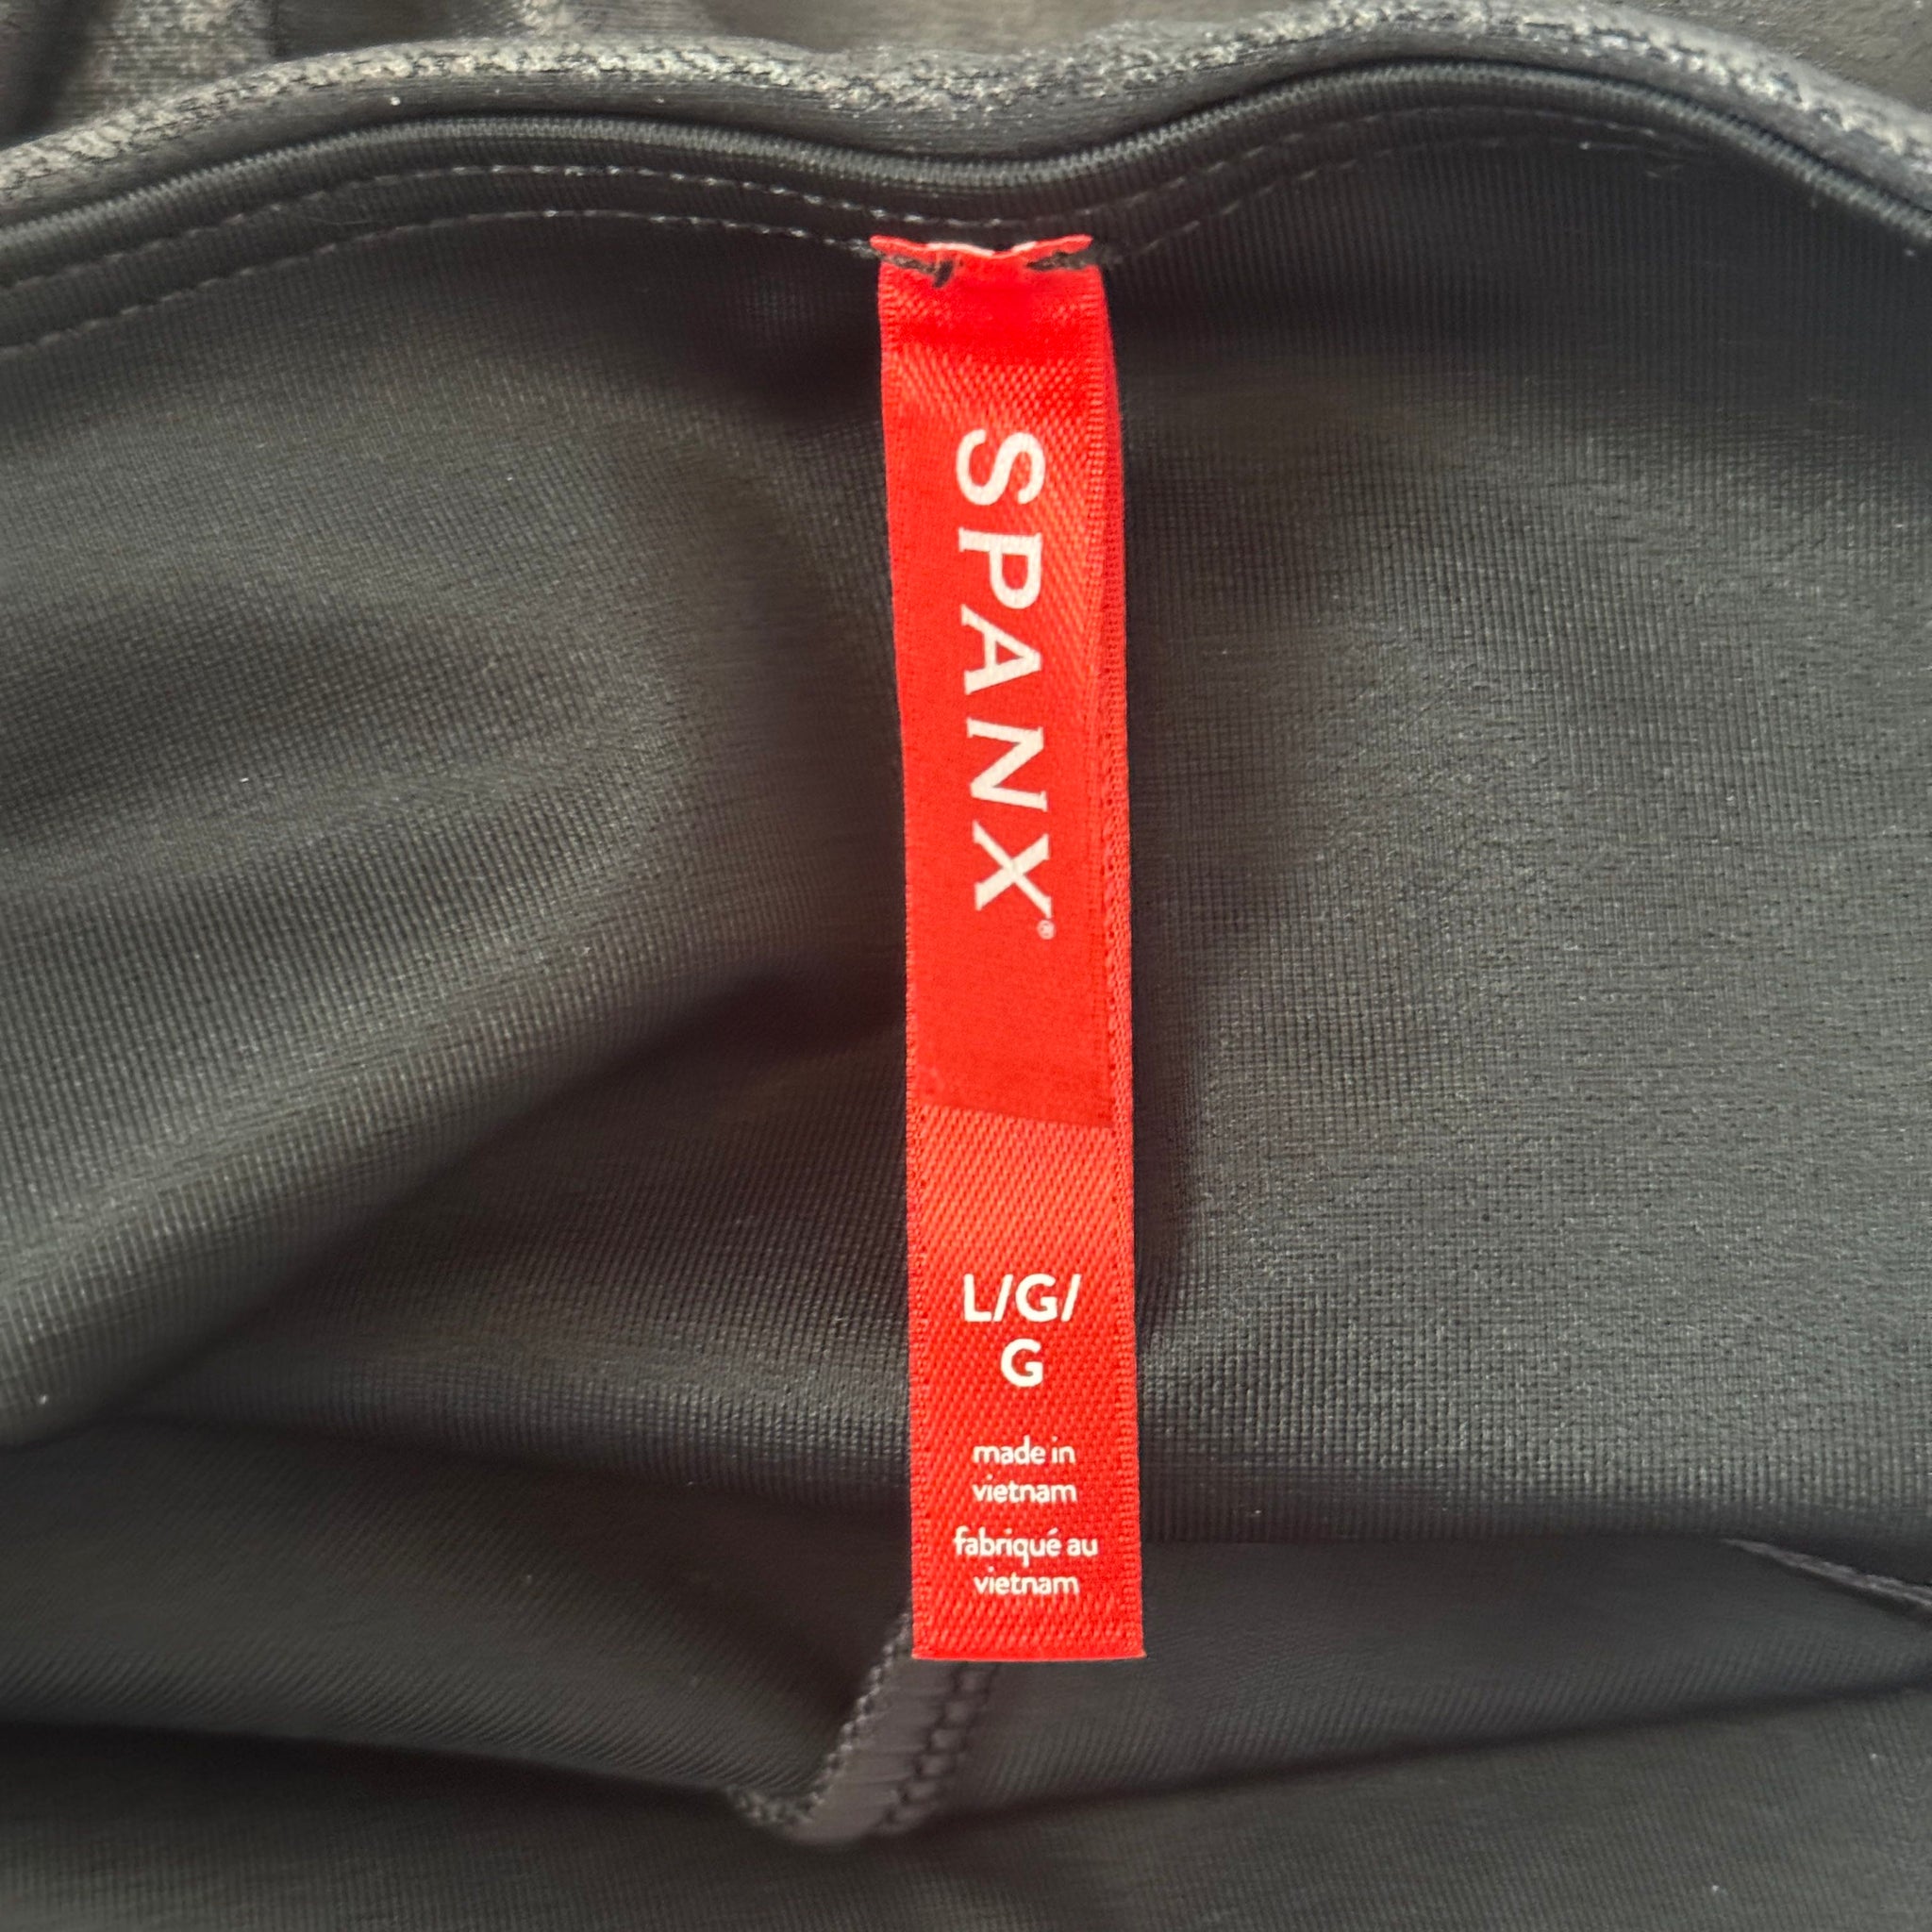 SPANX®
L/G/
G
made in
vietnam
fabriqué au
vietnam